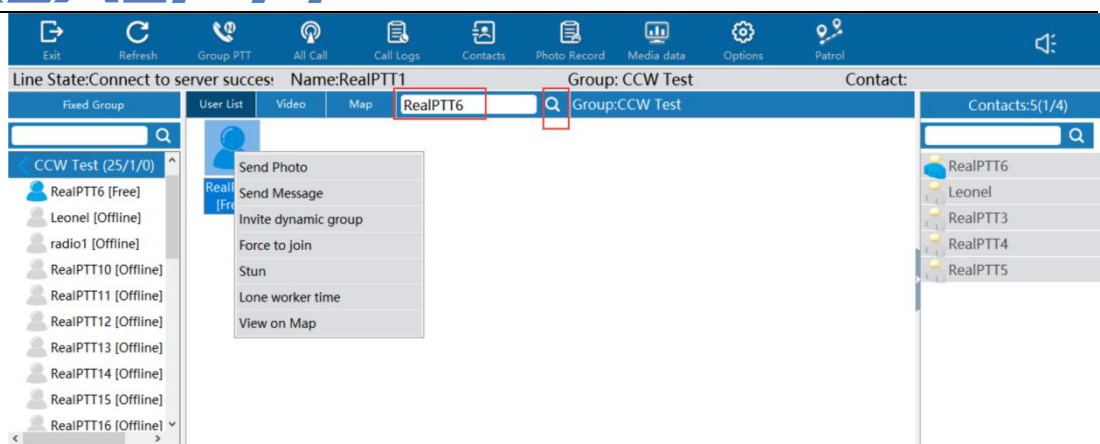 Exit Refresh Group PTT All Call Call Logs Contacts Photo Record Media data Options Patrol
Line State:Connect to server success Name:RealPTT1 Group: CCW Test Contact:
Fixed Group
User List Video Map RealPTT6 Group:CCW Test
Contacts:5(1/4)
CCW Test (25/1/0)
RealPTT6 [Free]
Leonel [Offline]
radio1 [Offline]
RealPTT10 [Offline]
RealPTT11 [Offline]
RealPTT12 [Offline]
RealPTT13 [Offline]
RealPTT14 [Offline]
RealPTT15 [Offline]
RealPTT16 [Offline]
Send Photo
Send Message
Invite dynamic group
Force to join
Stun
Lone worker time
View on Map
RealPTT6
Leonel
RealPTT3
RealPTT4
RealPTT5